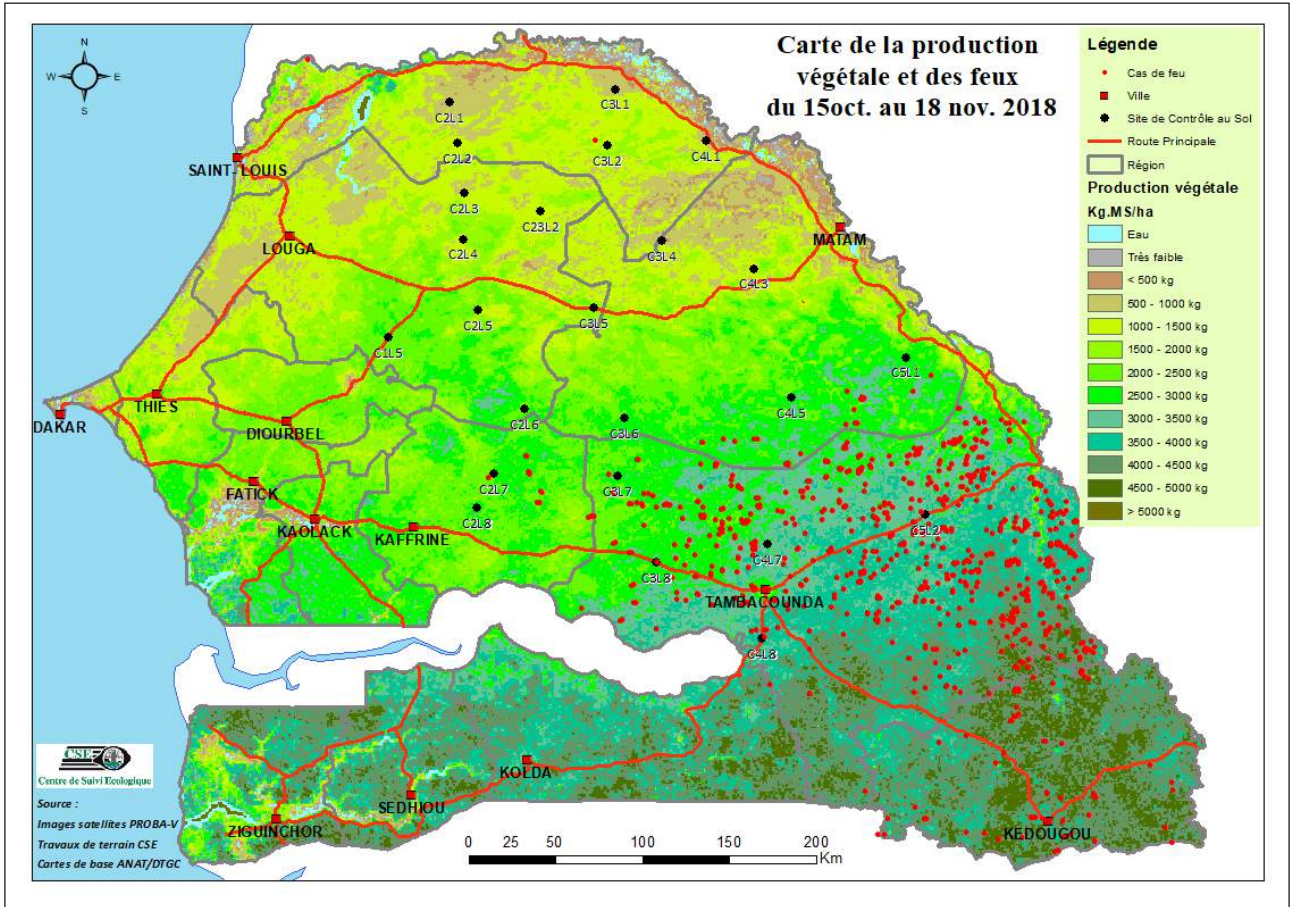 Carte de la production
végétale et des feux
du 15oct. au 18 nov. 2018
N
W
E
S
Légende
Cas de feu
Ville
Site de Contrôle au Sol
Route Principale
Région
Production végétale
Kg.MS/ha
Eau
Très faible
< 500 kg
500 - 1000 kg
1000 - 1500 kg
1500 - 2000 kg
2000 - 2500 kg
2500 - 3000 kg
3000 - 3500 kg
3500 - 4000 kg
4000 - 4500 kg
4500 - 5000 kg
> 5000 kg
C2L1
C3L1
C2L2
C3L2
C4L1
SAINT-LOUIS
C2L3
C23L2
MATAM
LOUGA
C2L4
C3L4
C4L3
C2L5
C3L5
C1L5
C5L1
THIES
DAKAR
DIOURBEL
C2L6
C3L6
C4L5
C2L7
C3L7
FATICK
C2L8
KAOLACK
KAFFRINE
C5L2
C4L7
C3L8
TAMBACOUNDA
C4L8
KOLDA
SEDHIOU
ZIGUINCHOR
KEDOUGOU
CSE
Centre de Suivi Ecologique
Source :
Images satellites PROBA-V
Travaux de terrain CSE
Cartes de base ANAT/DTGC
0 25 50 100 150 200
Km